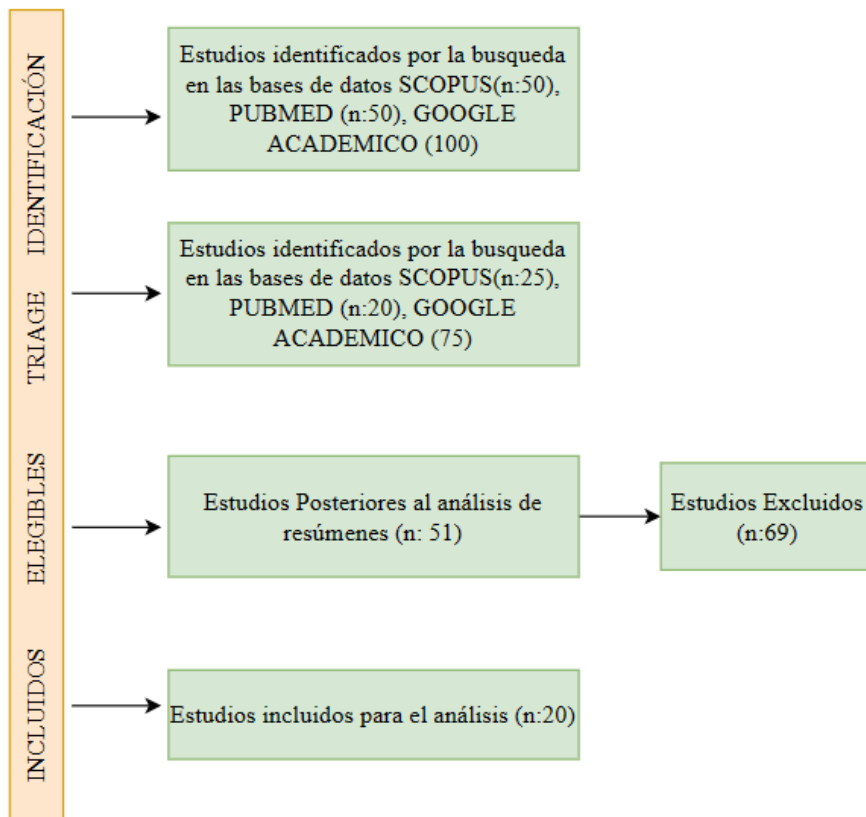 IDENTIFICACIÓN
Estudios identificados por la busqueda
en las bases de datos SCOPUS(n:50),
PUBMED (n:50), GOOGLE
ACADEMICO (100)
TRIAGE
Estudios identificados por la busqueda
en las bases de datos SCOPUS(n:25),
PUBMED (n:20), GOOGLE
ACADEMICO (75)
ELEGIBLES
Estudios Posteriores al análisis de
resúmenes (n: 51)
Estudios Excluidos
(n:69)
INCLUIDOS
Estudios incluidos para el análisis (n:20)